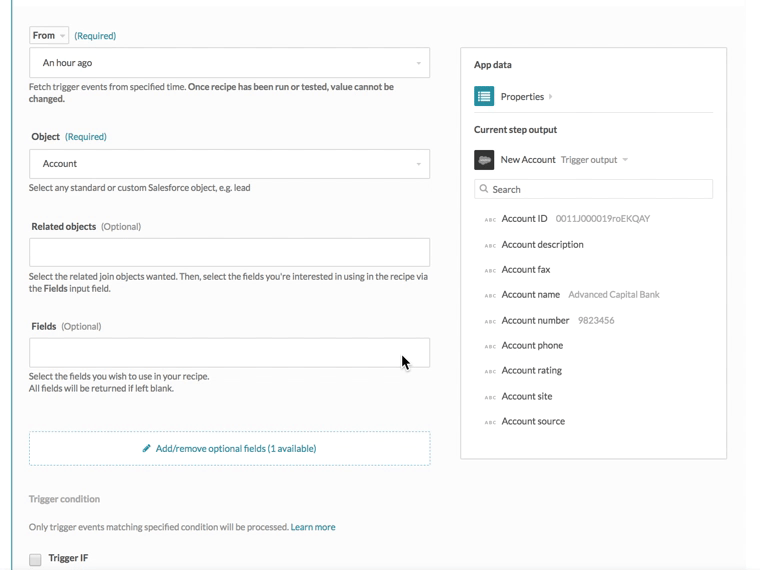 From (Required)
An hour ago
Fetch trigger events from specified time. Once recipe has been run or tested, value cannot be
changed.
Object (Required)
Account
Select any standard or custom Salesforce object, e.g. lead
Related objects (Optional)
Select the related join objects wanted. Then, select the fields you're interested in using in the recipe via
the Fields input field.
Fields (Optional)
Select the fields you wish to use in your recipe.
All fields will be returned if left blank.
Add/remove optional fields (1 available)
Trigger condition
Only trigger events matching specified condition will be processed. Learn more
Trigger IF
App data
Properties
Current step output
New Account Trigger output
Search
ABC Account ID 0011J000019roEKQAY
ABC Account description
ABC Account fax
ABC Account name Advanced Capital Bank
ABC Account number 9823456
ABC Account phone
ABC Account rating
ABC Account site
ABC Account source